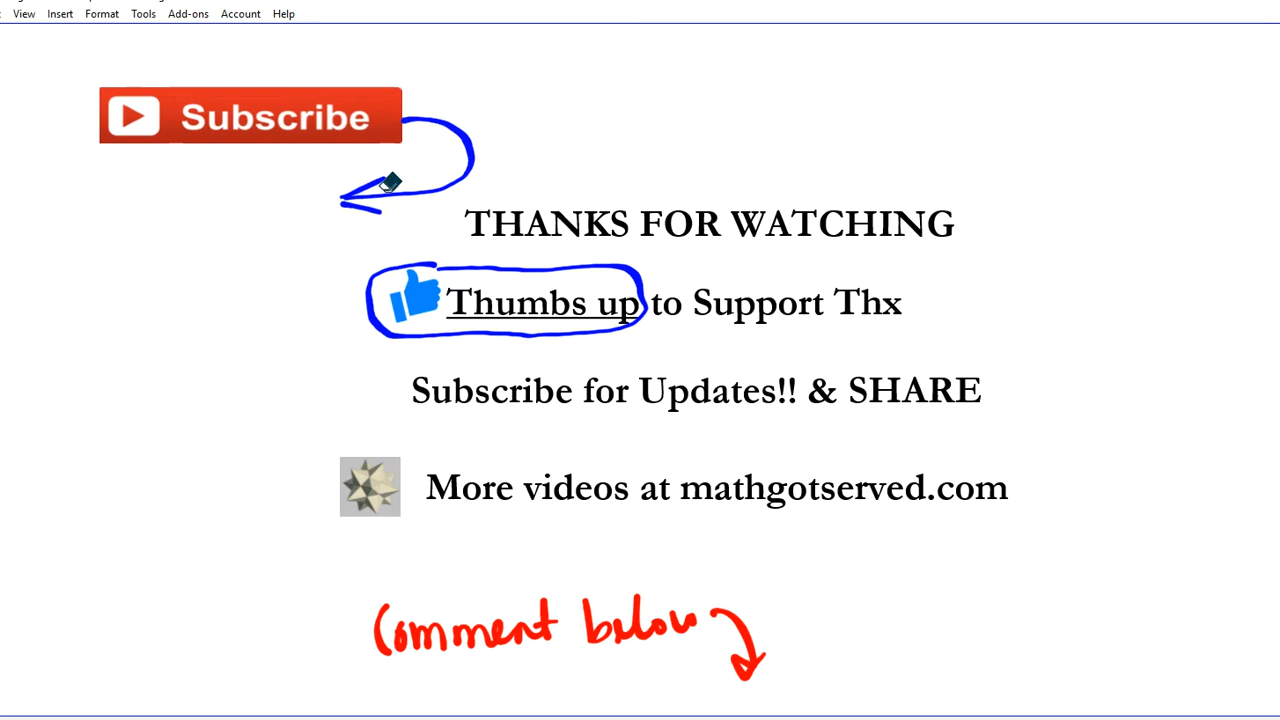 View Insert Format Tools Add-ons Account Help
Subscribe
THANKS FOR WATCHING
Thumbs up to Support Thx
Subscribe for Updates!! & SHARE
More videos at mathgotserved.com
Comment below